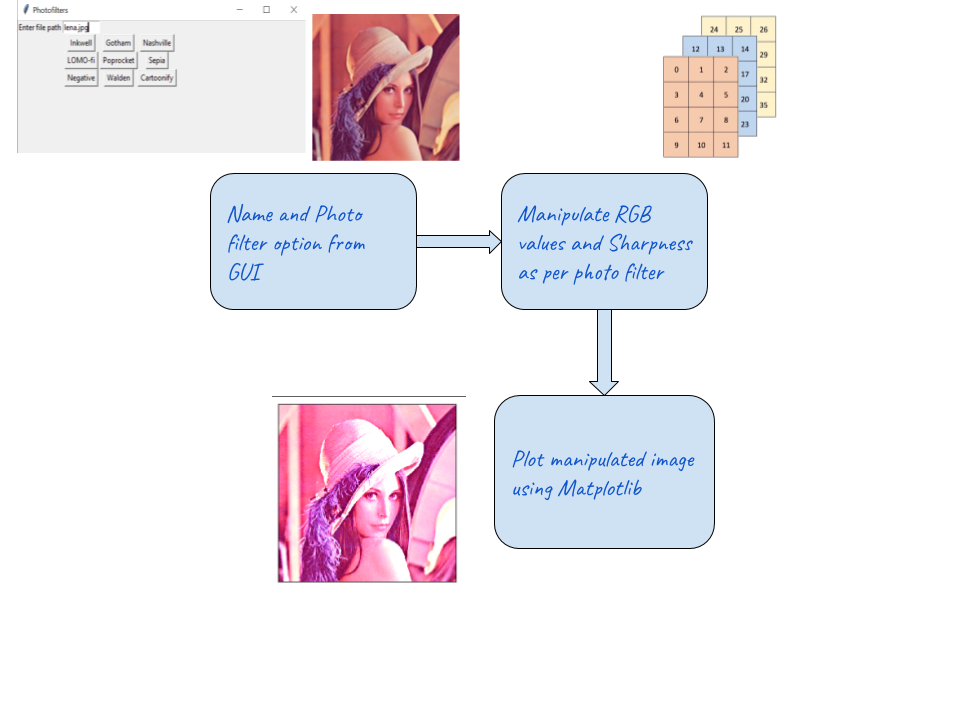 Photofilters
Enter file path lena.jpg
Inkwell Gotham Nashville
LOMO-fi Poprocket Sepia
Negative Walden Cartoonify
24 25 26
12 13 14 29
0 1 2 17 32
3 4 5 20 35
6 7 8 23
9 10 11
Name and Photo
filter option from
GUI
Manipulate RGB
values and Sharpness
as per photo filter
Plot manipulated image
using Matplotlib